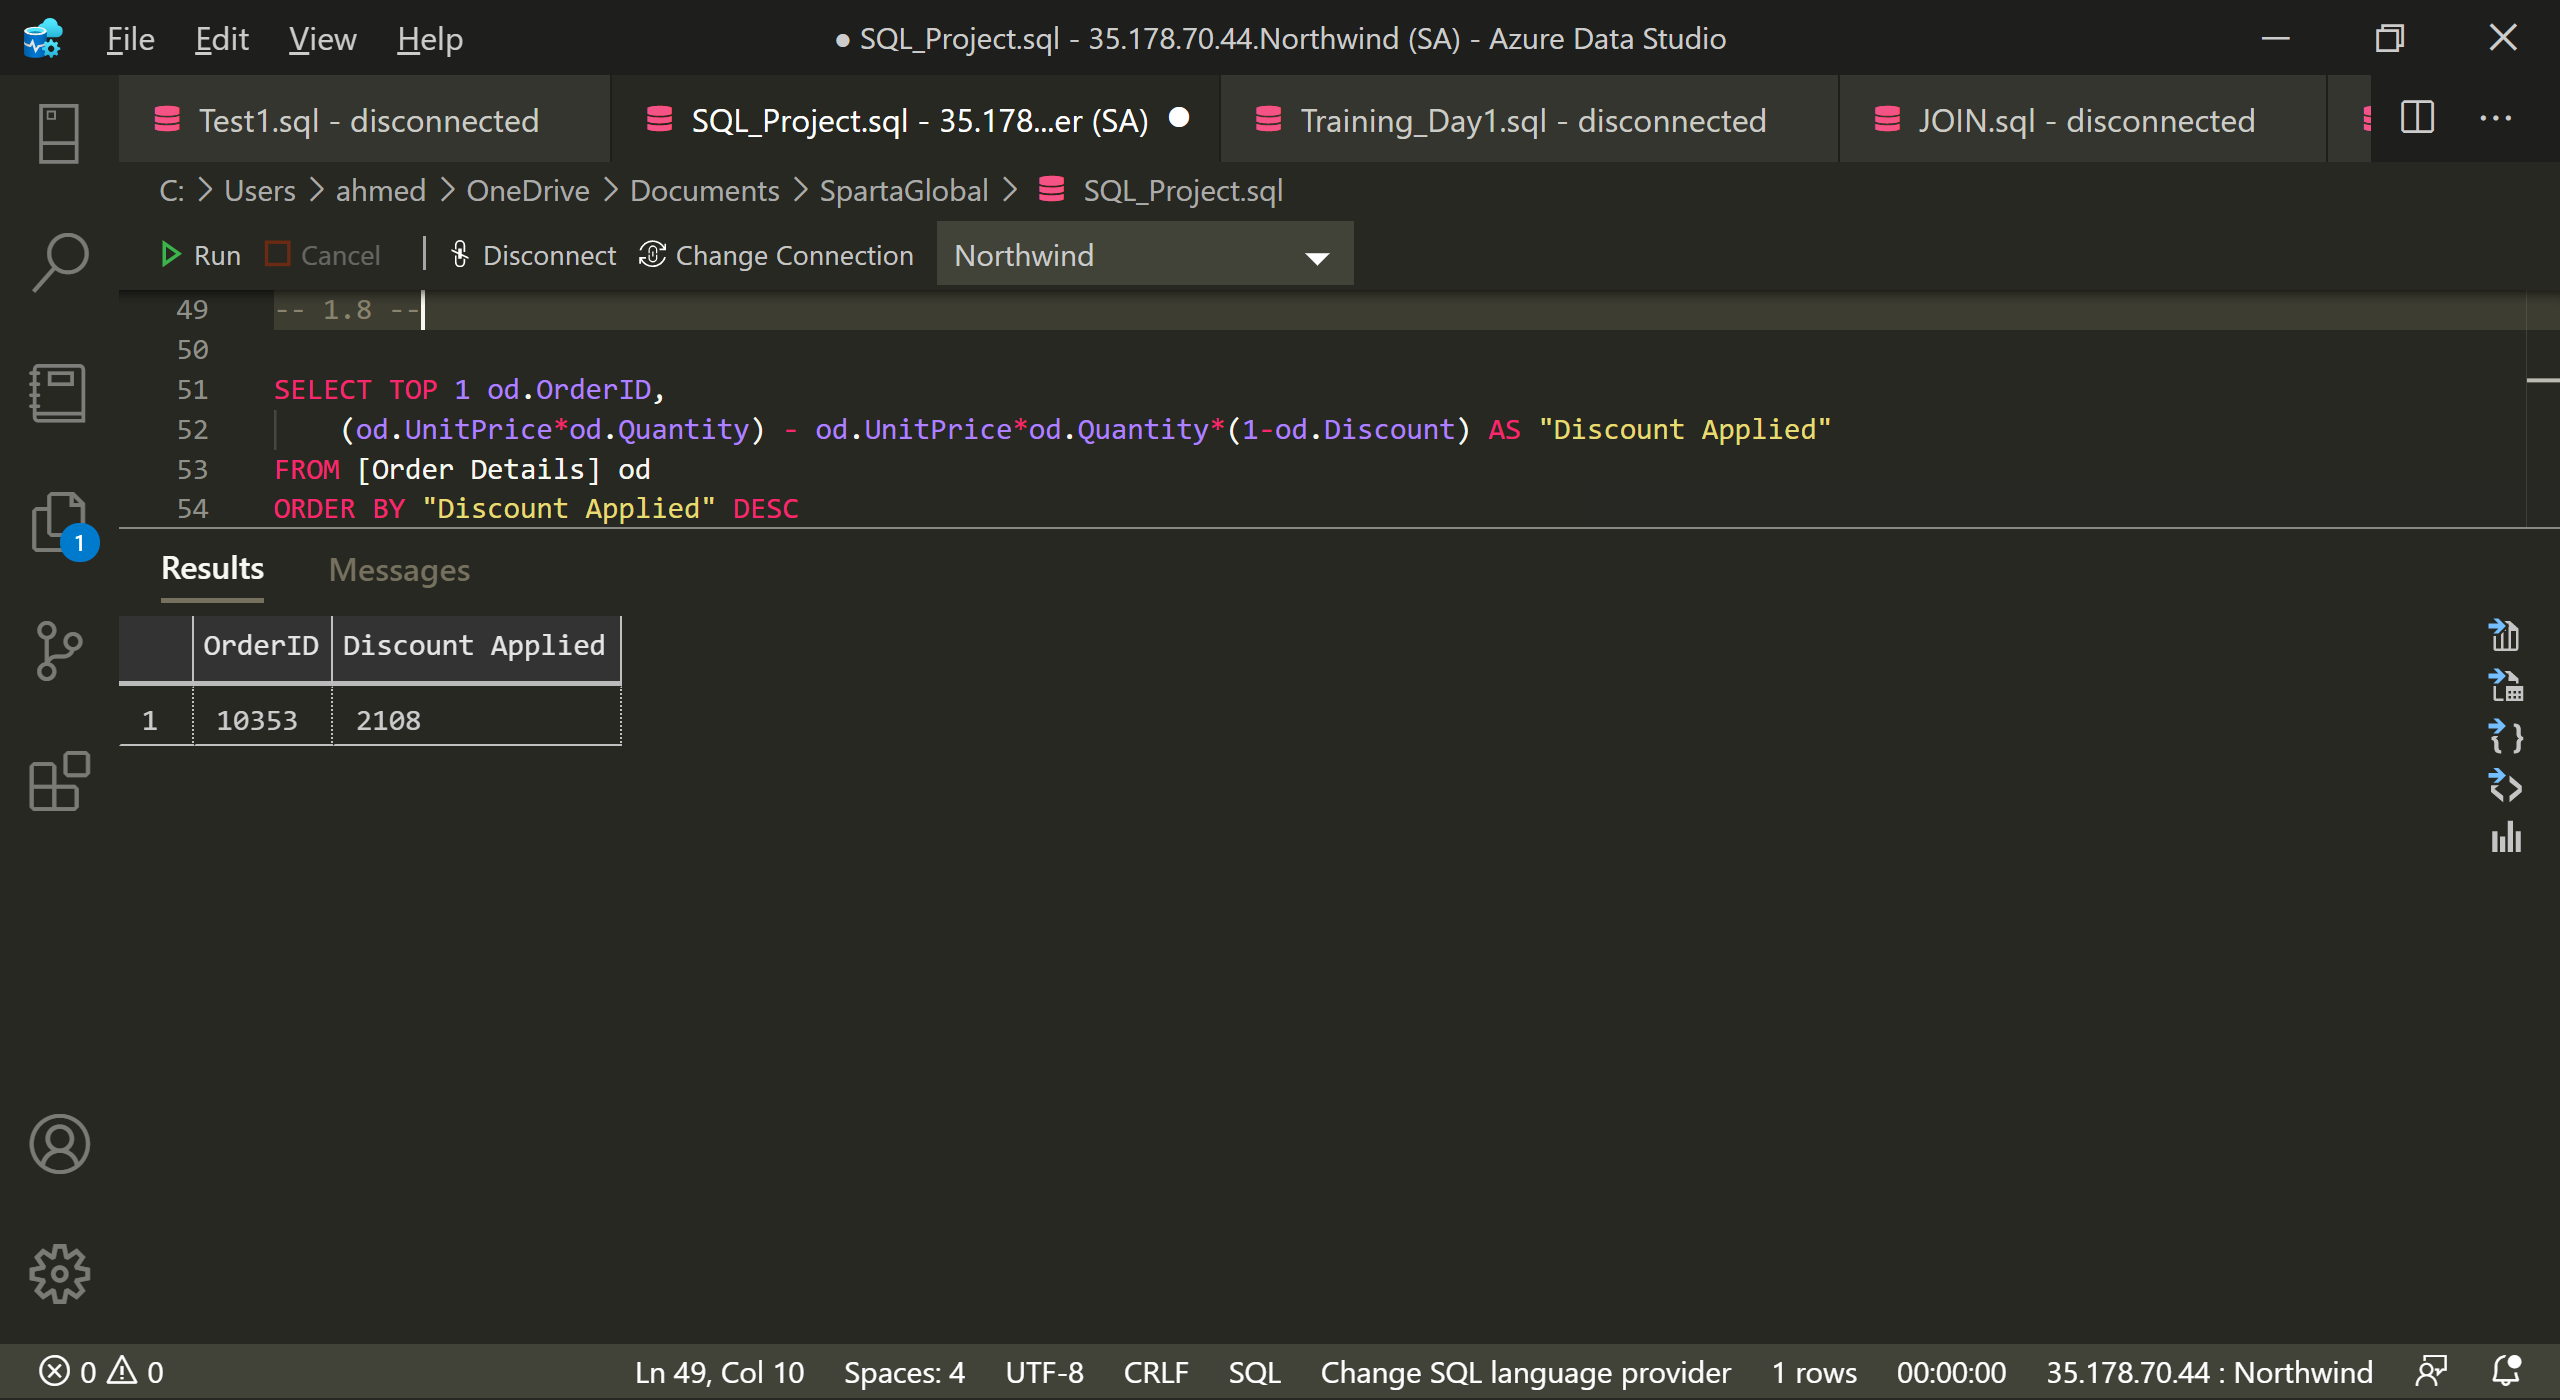 File Edit View Help ● SQL_Project.sql - 35.178.70.44.Northwind (SA) - Azure Data Studio
Test1.sql - disconnected SQL_Project.sql - 35.178...er (SA) ● Training_Day1.sql - disconnected JOIN.sql - disconnected ...
C: > Users > ahmed > OneDrive > Documents > SpartaGlobal > SQL_Project.sql
Run Cancel | Disconnect Change Connection Northwind
49 -- 1.8 --
50
51 SELECT TOP 1 od.OrderID,
52 (od.UnitPrice*od.Quantity) - od.UnitPrice*od.Quantity*(1-od.Discount) AS "Discount Applied"
53 FROM [Order Details] od
54 ORDER BY "Discount Applied" DESC
1
Results Messages
OrderID Discount Applied
1 10353 2108
0 0 Ln 49, Col 10 Spaces: 4 UTF-8 CRLF SQL Change SQL language provider 1 rows 00:00:00 35.178.70.44 : Northwind